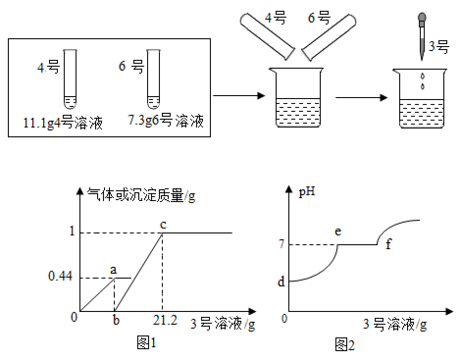 4号
6号
4号
6号
3号
11.1g4号溶液
7.3g6号溶液
气体或沉淀质量/g
1
c
0.44
a
0
b
21.2
3号溶液/g
图1
pH
7
e
f
d
0
3号溶液/g
图2